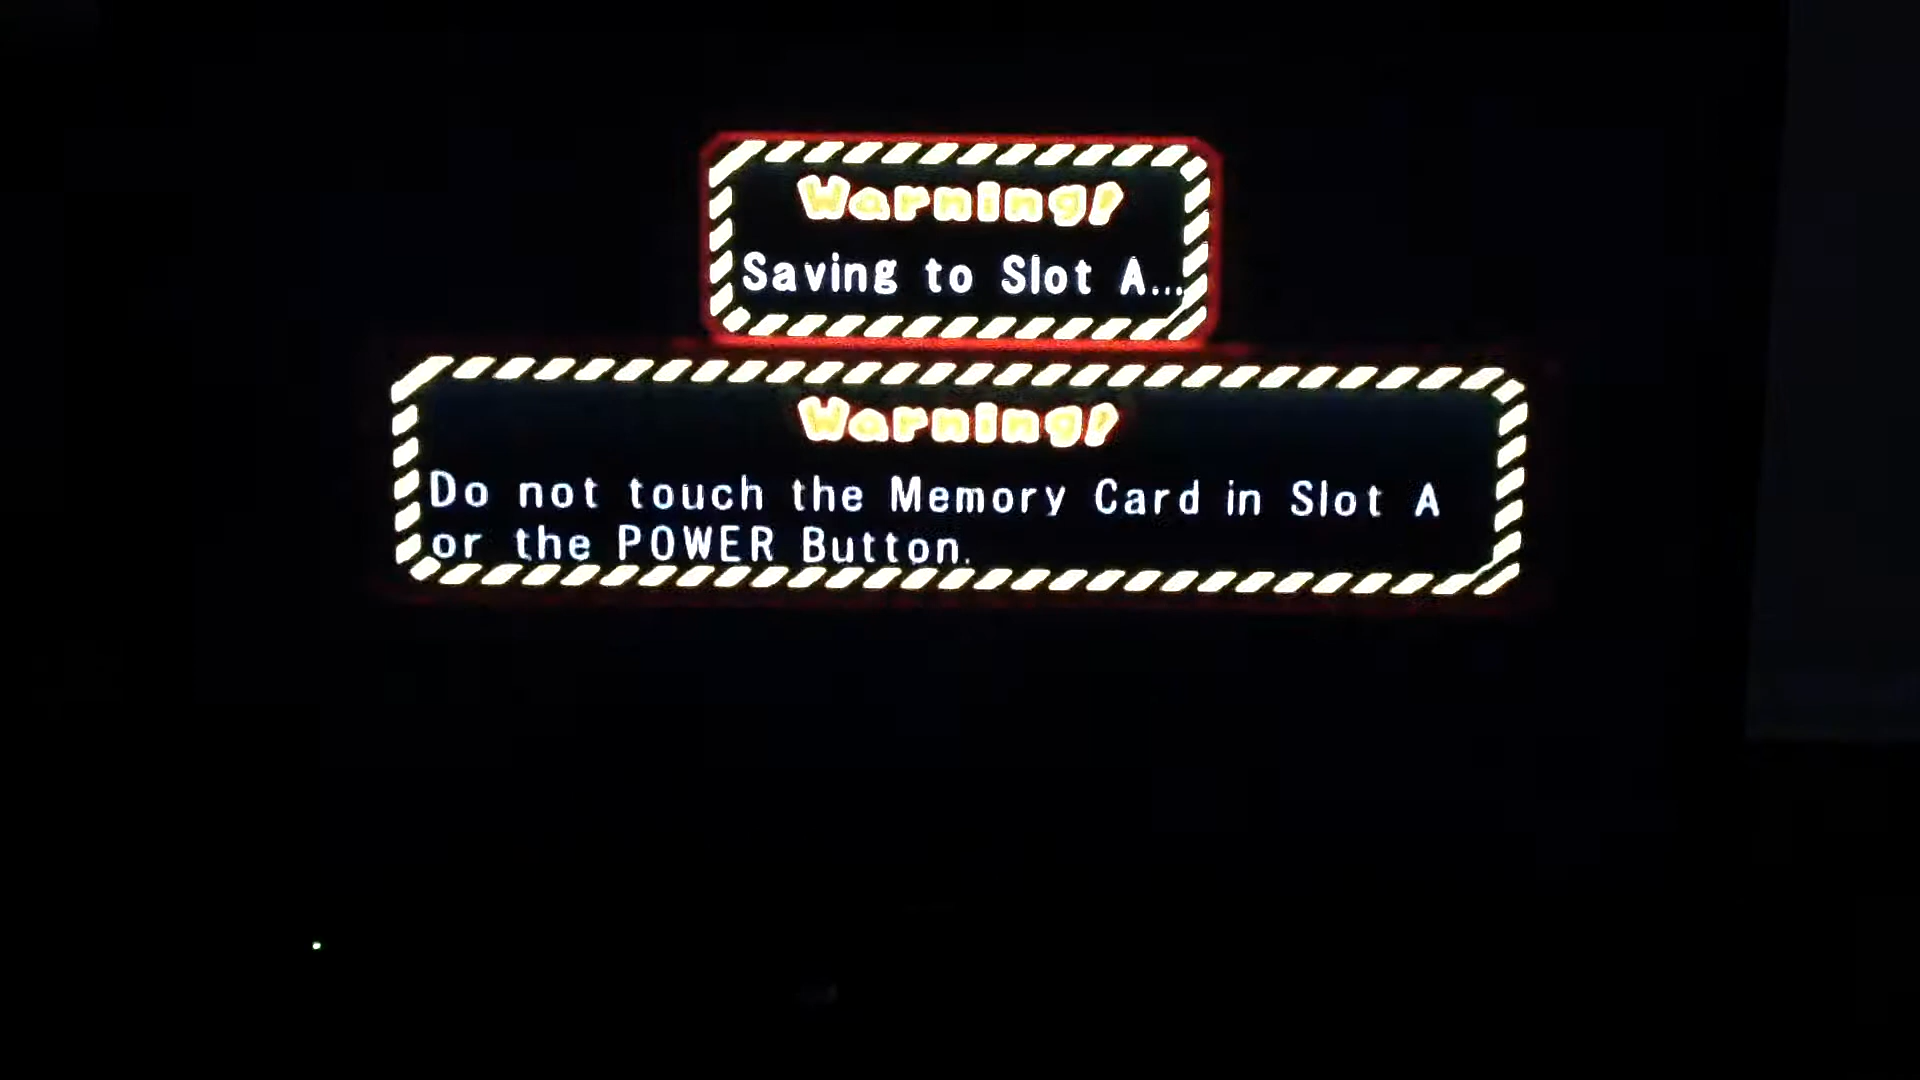 Warning!
Saving to Slot A...
Warning!
Do not touch the Memory Card in Slot A
or the POWER Button.